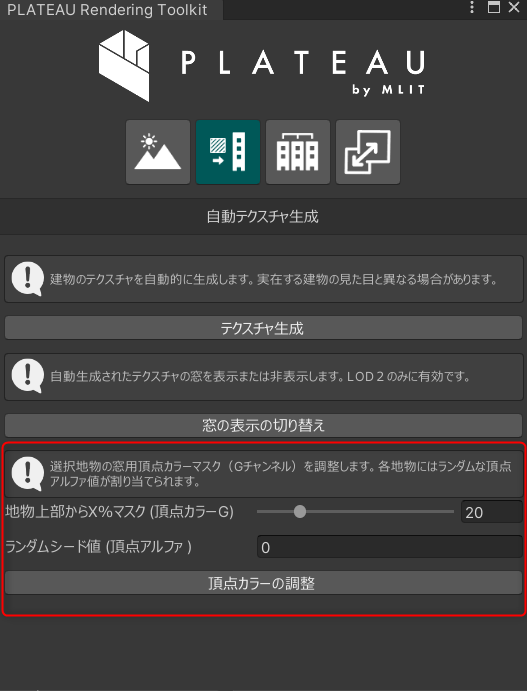 PLATEAU Rendering Toolkit
PLATEAU
by MLIT
自動テクスチャ生成
建物のテクスチャを自動的に生成します。実在する建物の見た目と異なる場合があります。
テクスチャ生成
自動生成されたテクスチャの窓を表示または非表示します。LOD２のみに有効です。
窓の表示の切り替え
選択地物の窓用頂点カラーマスク（Gチャンネル）を調整します。各地物にはランダムな頂点
アルファ値が割り当てられます。
地物上部からX%マスク (頂点カラーG)
20
ランダムシード値 (頂点アルファ )
0
頂点カラーの調整